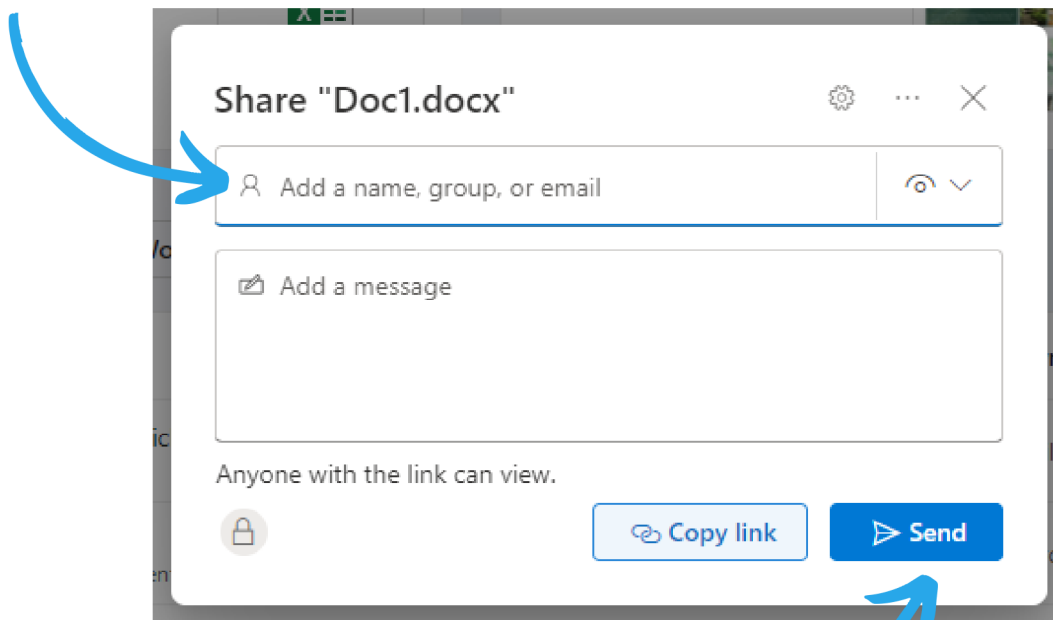 Share "Doc1.docx"
Add a name, group, or email
Add a message
Anyone with the link can view.
Copy link
Send